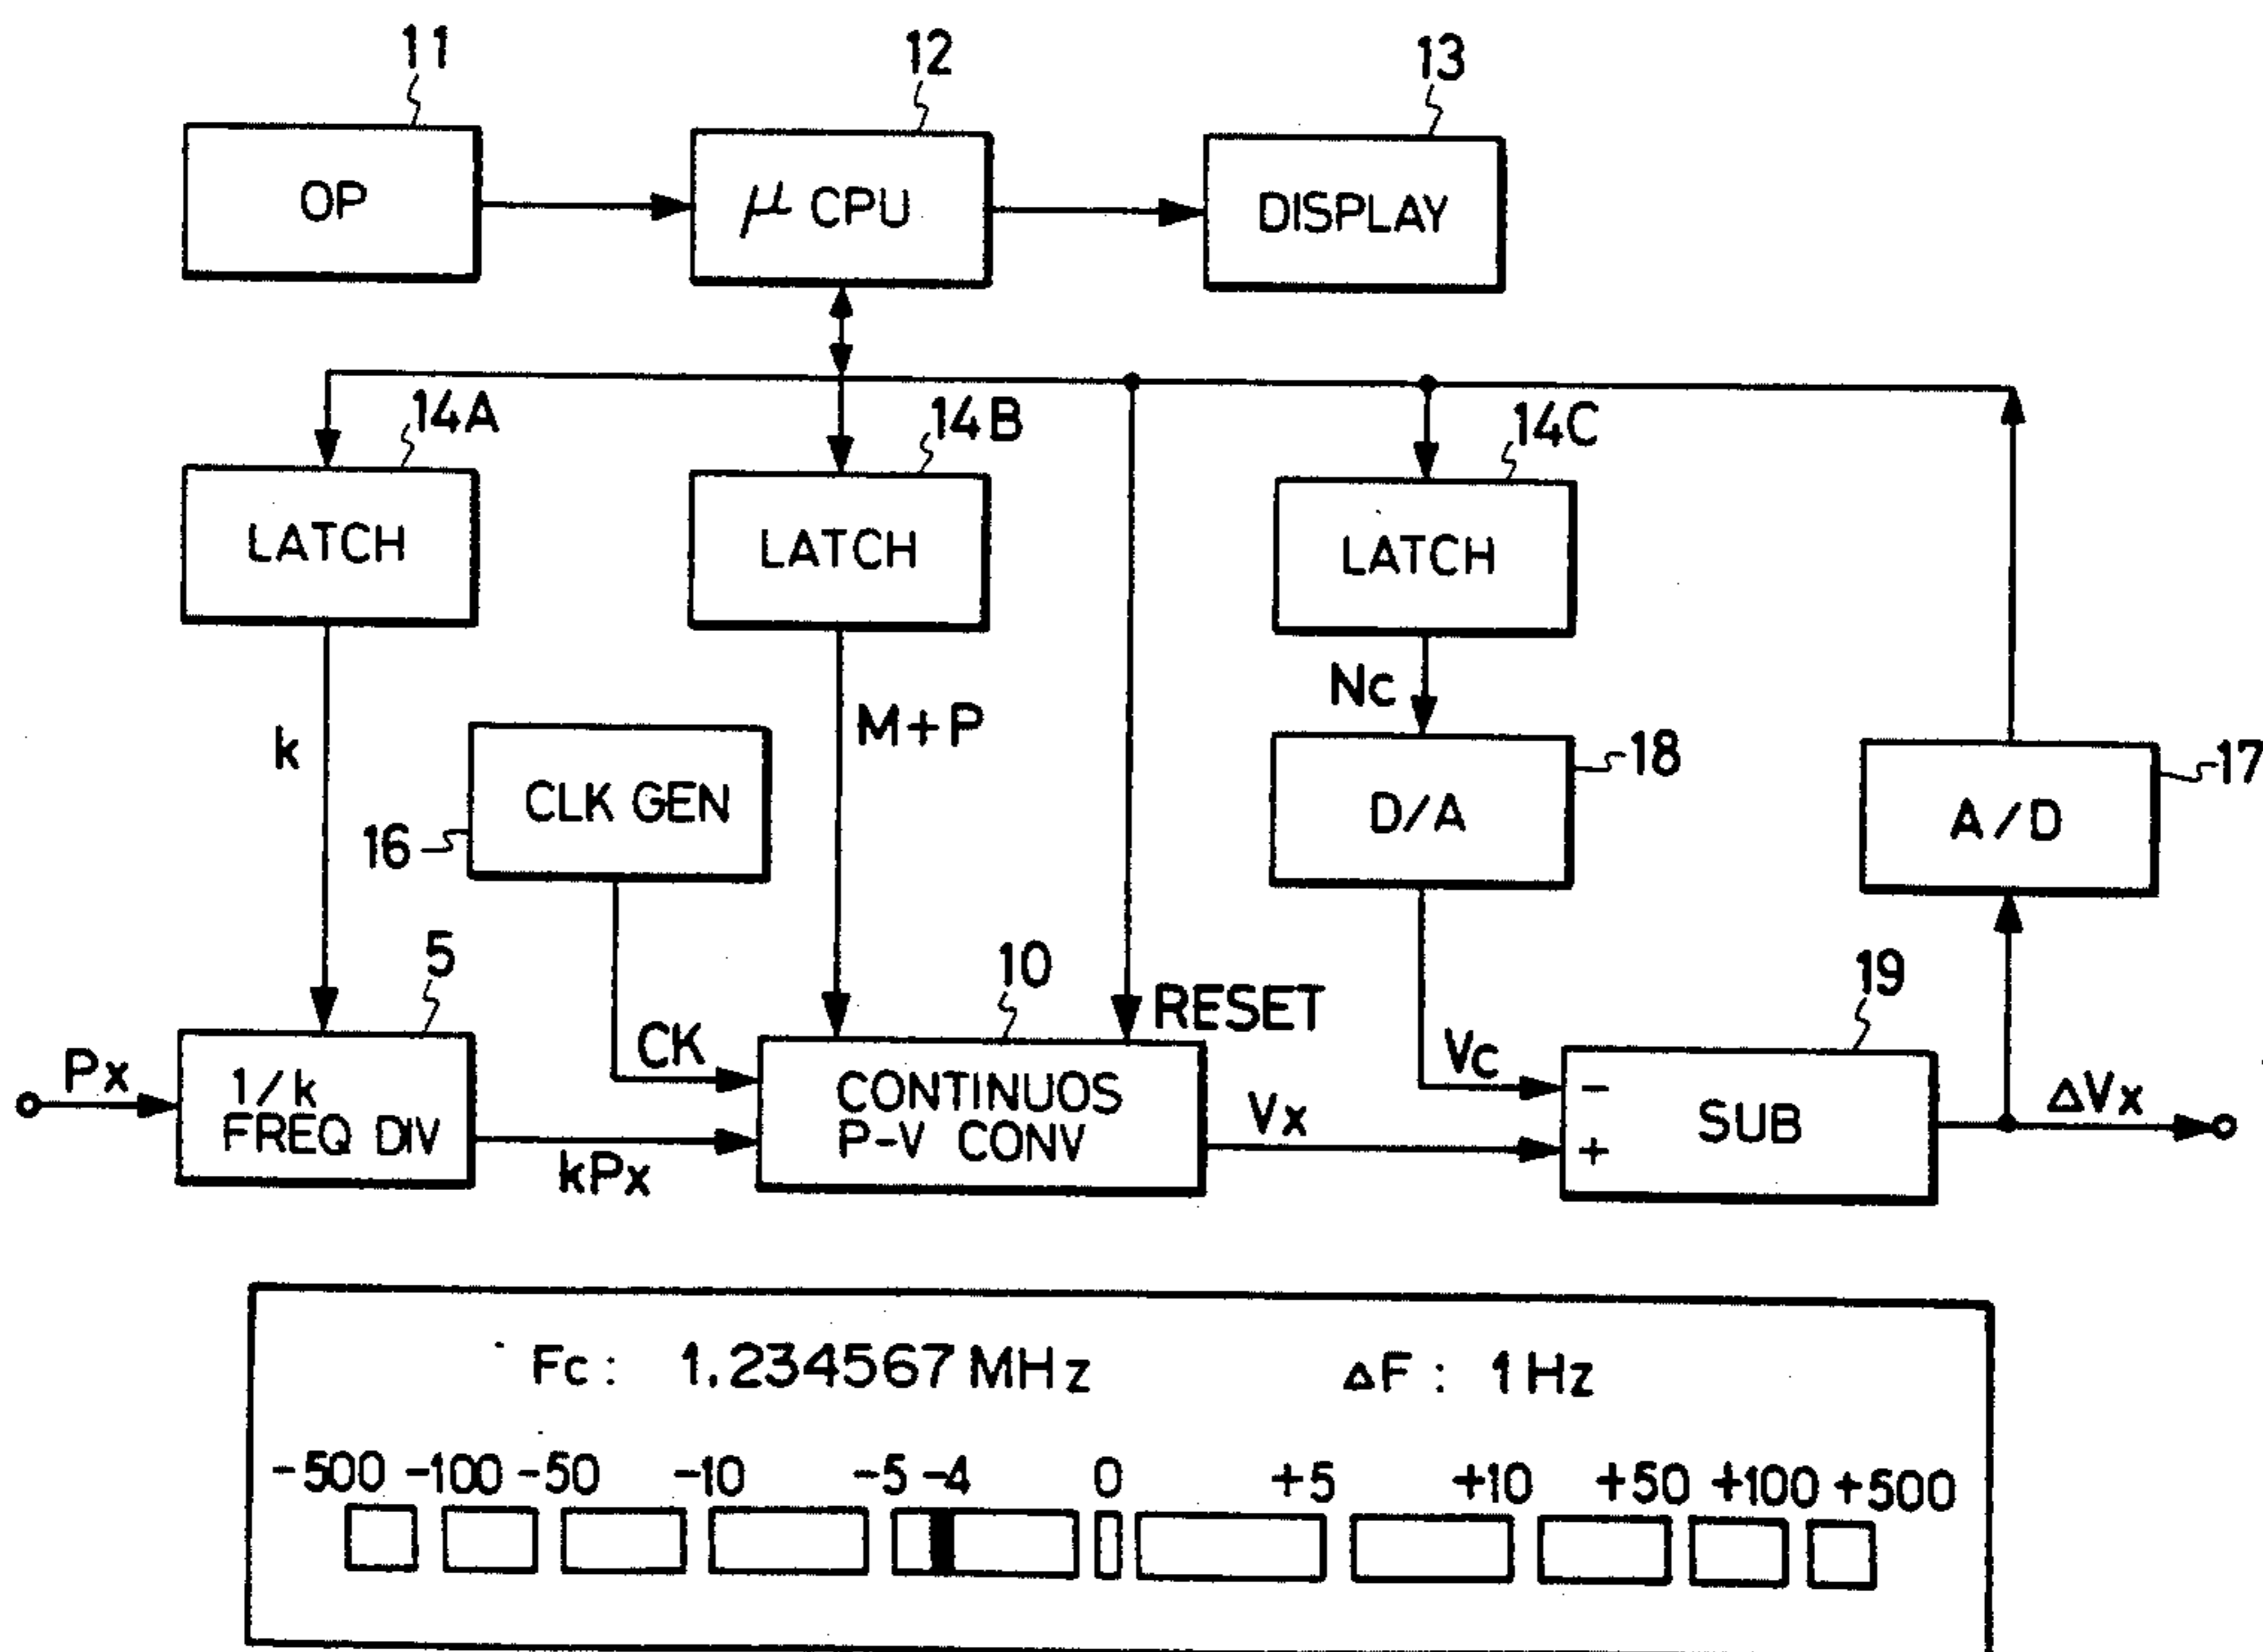 11
12
13
OP
μ CPU
DISPLAY
14A
14B
14C
LATCH
LATCH
LATCH
k
M+P
Nc
CLK GEN
16
D/A
18
A/D
17
5
10
RESET
19
Px
1/k
FREQ DIV
CK
kPx
CONTINUOS
P-V CONV
Vx
Vc
-
+
SUB
ΔVx
Fc: 1.234567 MHz ΔF: 1 Hz
-500 -100 -50 -10 -5 -4 0 +5 +10 +50 +100 +500